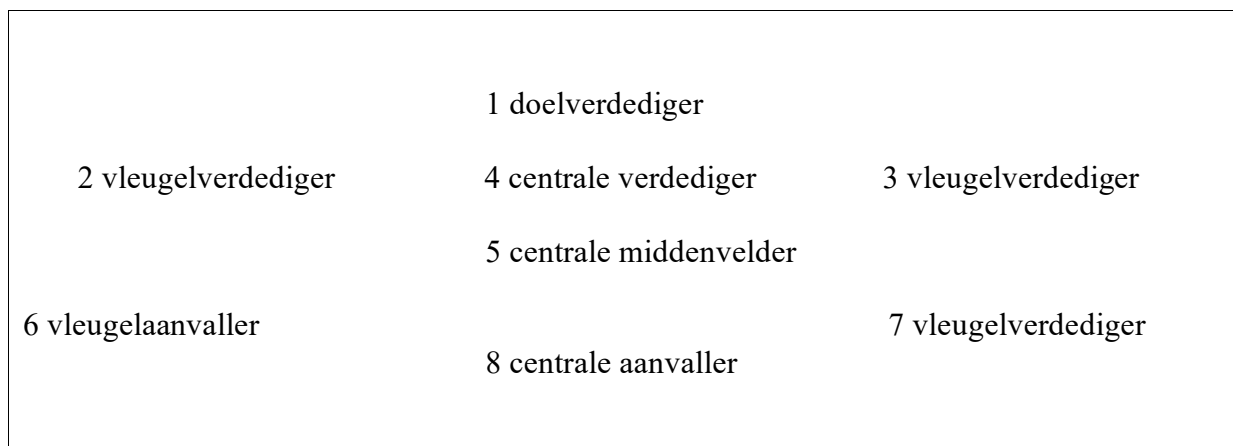 1 doelverdediger
2 vleugelverdediger 4 centrale verdediger 3 vleugelverdediger
5 centrale middenvelder
6 vleugelaanvaller 7 vleugelverdediger
8 centrale aanvaller